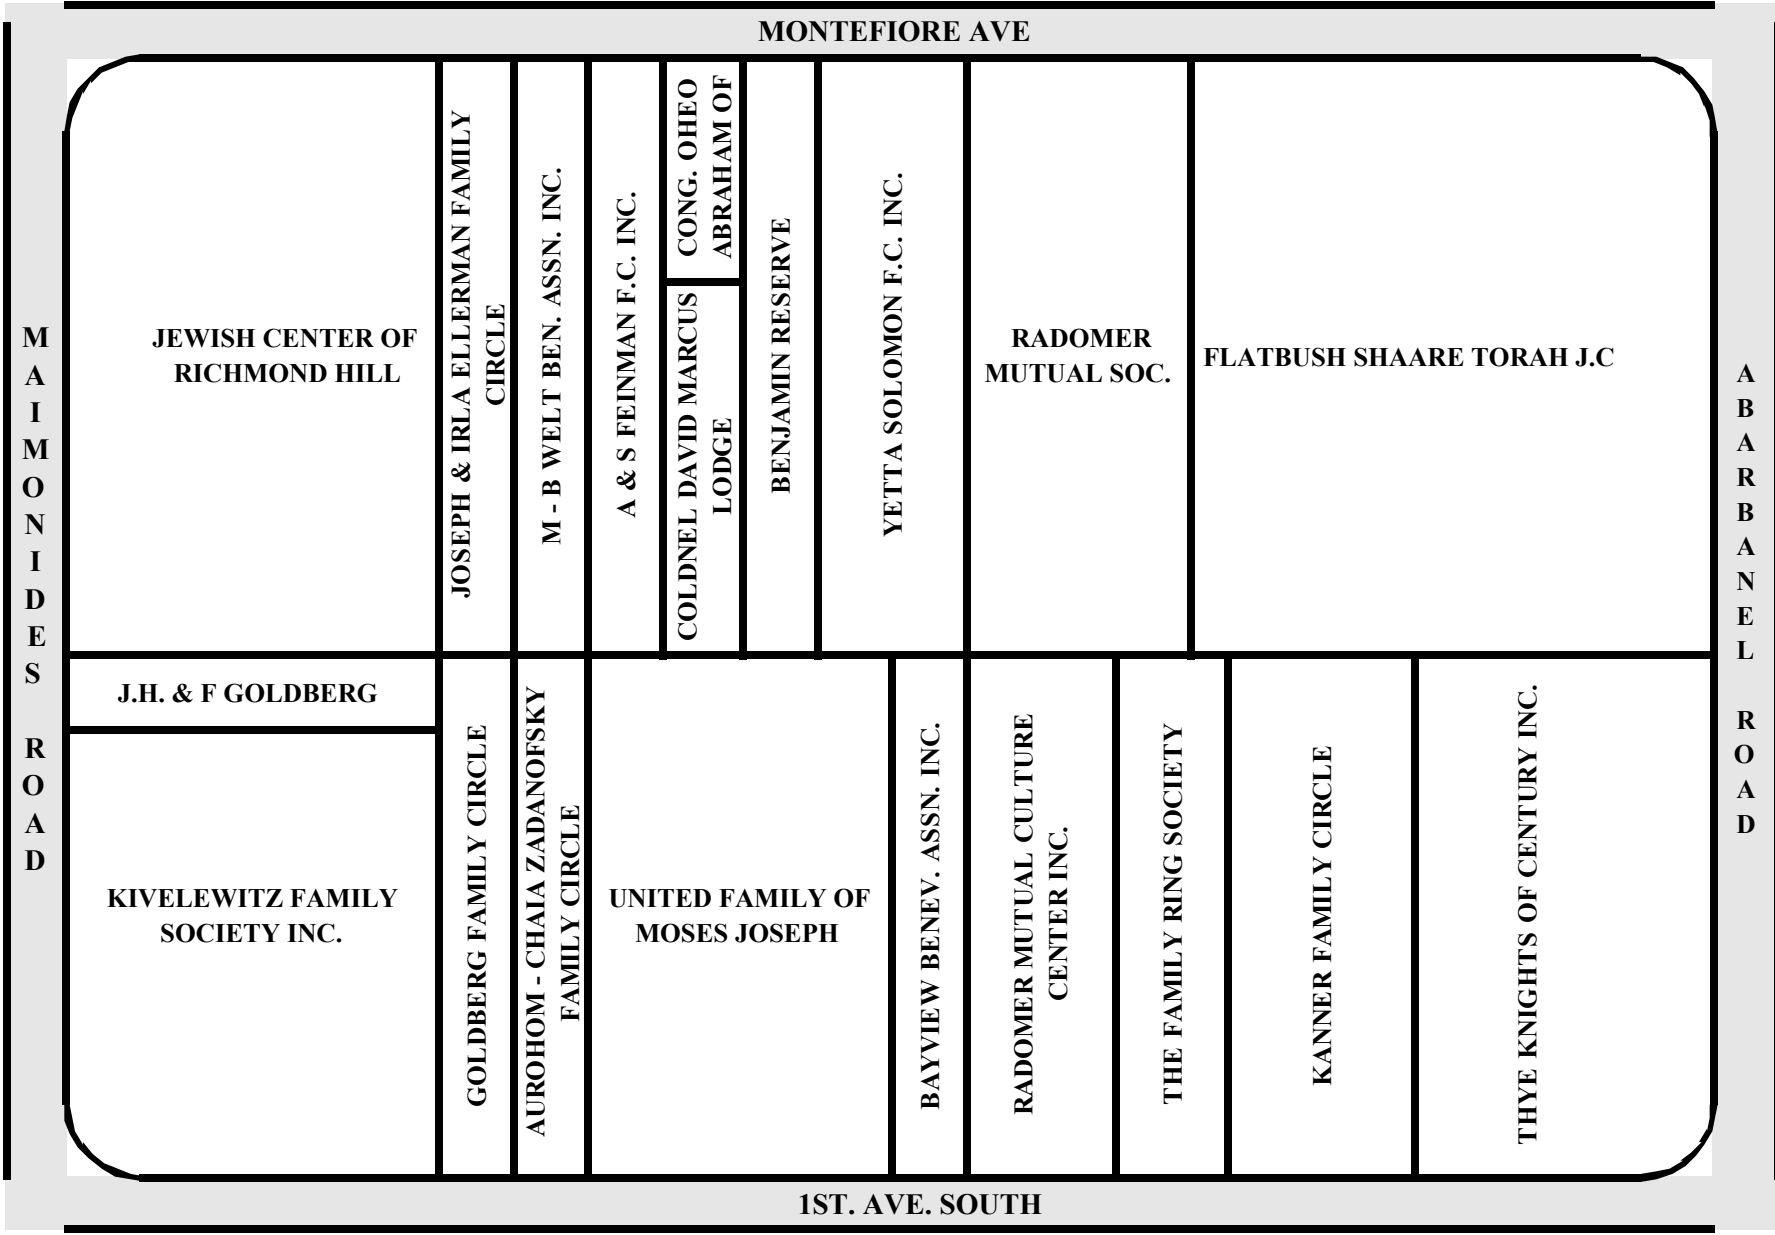 MONTEFIORE AVE
MAIMONIDES ROAD
JEWISH CENTER OF
RICHMOND HILL
JOSEPH & IRLA ELLERMAN FAMILY
CIRCLE
M - B WELT BEN. ASSN. INC.
A & S FEINMAN F.C. INC.
CONG. OHEO
ABRAHAM OF
COLDNEL DAVID MARCUS
LODGE
BENJAMIN RESERVE
YETTA SOLOMON F.C. INC.
RADOMER
MUTUAL SOC.
FLATBUSH SHAARE TORAH J.C
ABARBANEL ROAD
J.H. & F GOLDBERG
KIVELEWITZ FAMILY
SOCIETY INC.
GOLDBERG FAMILY CIRCLE
AUROHOM - CHAIA ZADANOFSKY
FAMILY CIRCLE
UNITED FAMILY OF
MOSES JOSEPH
BAYVIEW BENEV. ASSN. INC.
RADOMER MUTUAL CULTURE
CENTER INC.
THE FAMILY RING SOCIETY
KANNER FAMILY CIRCLE
THYE KNIGHTS OF CENTURY INC.
1ST. AVE. SOUTH